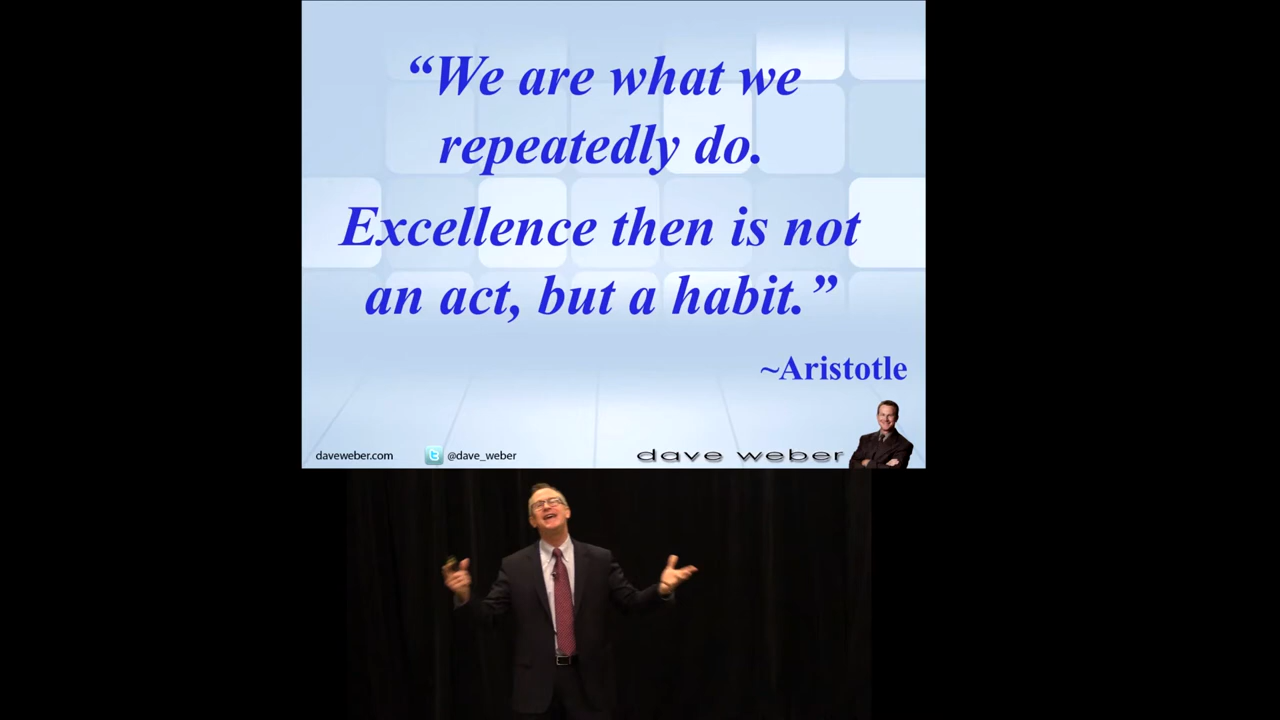 “We are what we
repeatedly do.
Excellence then is not
an act, but a habit.”
~Aristotle
daveweber.com
@dave_weber
dave weber